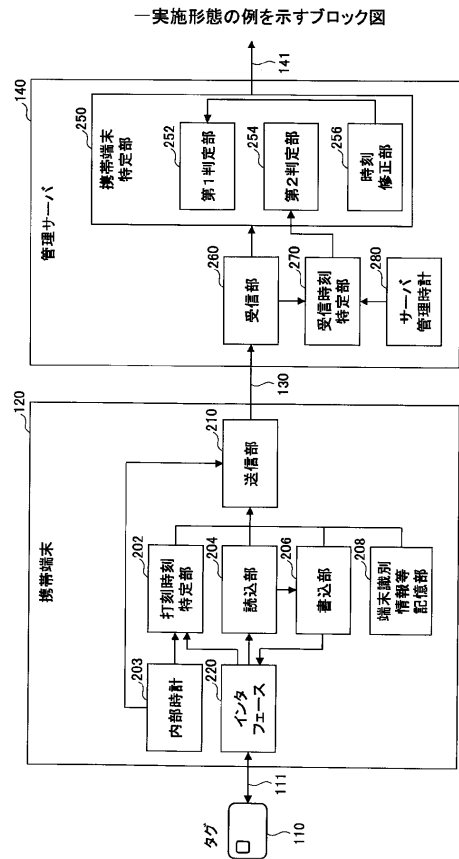 一実施形態の例を示すブロック図
140
管理サーバ
250
携帯端末
特定部
252
第1判定部
254
第2判定部
256
時刻
修正部
141
260
受信部
270
受信時刻
特定部
280
サーバ
管理時計
130
120
携帯端末
210
送信部
202
打刻時刻
特定部
204
読込部
206
書込部
208
端末識別
情報等
記憶部
203
内部時計
220
インタ
フェース
111
タグ
110